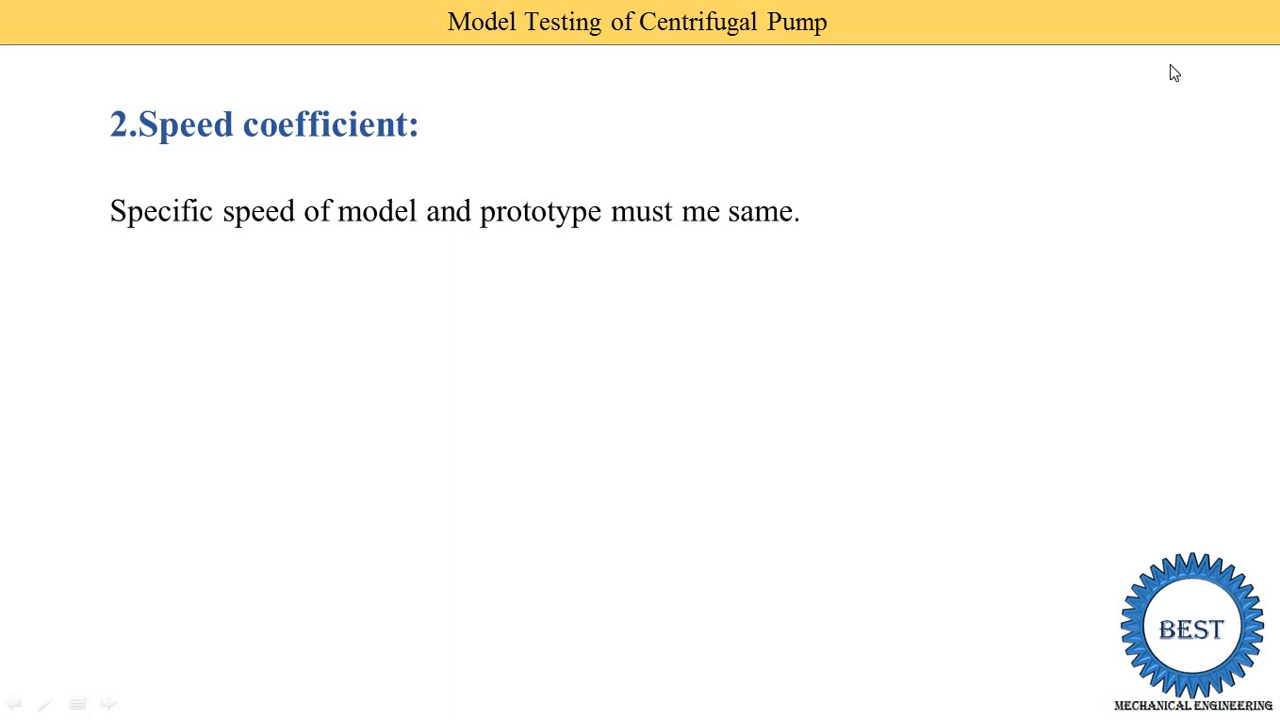 Model Testing of Centrifugal Pump
2.Speed coefficient:
Specific speed of model and prototype must me same.
BEST
MECHANICAL ENGINEERING